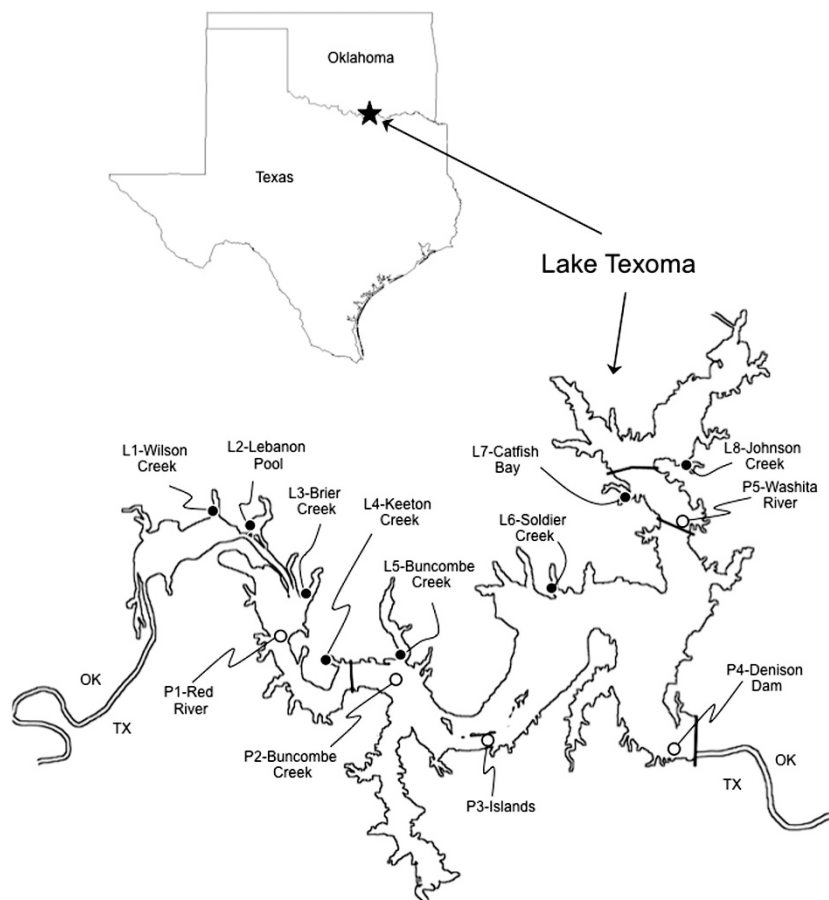 Oklahoma
Texas
Lake Texoma
L1-Wilson
Creek
L2-Lebanon
Pool
L3-Brier
Creek
L4-Keeton
Creek
L5-Buncombe
Creek
L6-Soldier
Creek
L7-Catfish
Bay
L8-Johnson
Creek
P5-Washita
River
P1-Red
River
P2-Buncombe
Creek
P3-Islands
P4-Denison
Dam
OK
TX
OK
TX